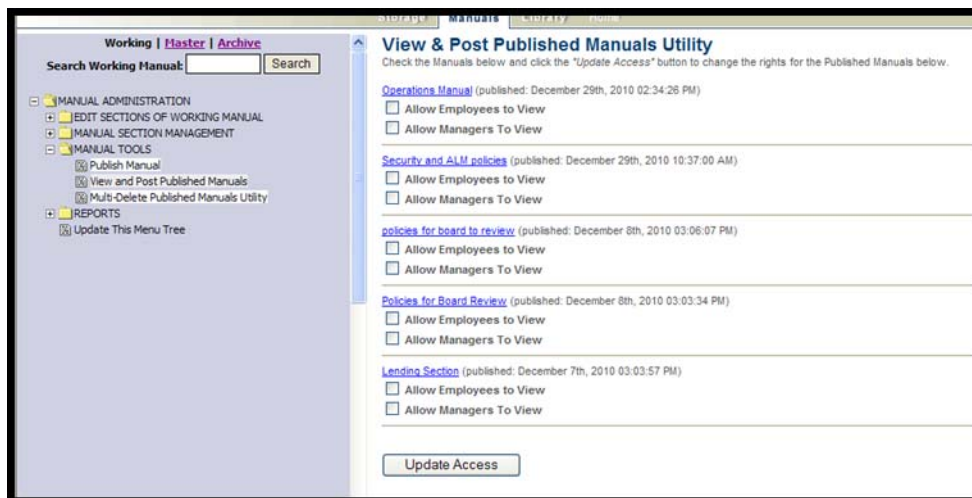 Storage Manuals Library Home
Working | Master | Archive
Search Working Manual: Search
MANUAL ADMINISTRATION
EDIT SECTIONS OF WORKING MANUAL
MANUAL SECTION MANAGEMENT
MANUAL TOOLS
Publish Manual
View and Post Published Manuals
Multi-Delete Published Manuals Utility
REPORTS
Update This Menu Tree
View & Post Published Manuals Utility
Check the Manuals below and click the "Update Access" button to change the rights for the Published Manuals below.
Operations Manual (published: December 29th, 2010 02:34:26 PM)
Allow Employees to View
Allow Managers To View
Security and ALM policies (published: December 29th, 2010 10:37:00 AM)
Allow Employees to View
Allow Managers To View
policies for board to review (published: December 8th, 2010 03:06:07 PM)
Allow Employees to View
Allow Managers To View
Policies for Board Review (published: December 8th, 2010 03:03:34 PM)
Allow Employees to View
Allow Managers To View
Lending Section (published: December 7th, 2010 03:03:57 PM)
Allow Employees to View
Allow Managers To View
Update Access